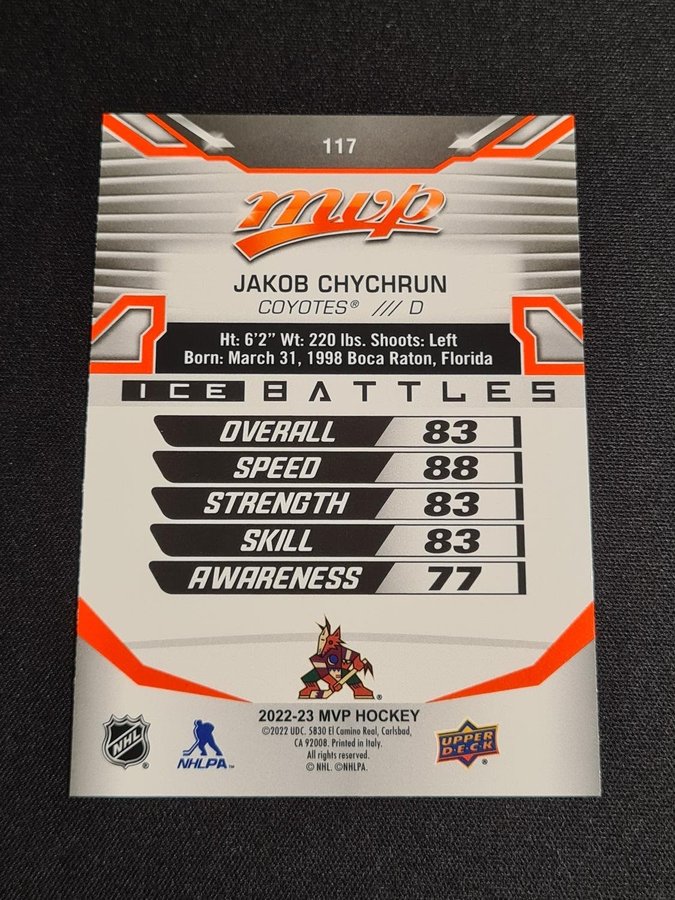 117
mvp
JAKOB CHYCHRUN
COYOTES® /// D
Ht: 6'2" Wt: 220 lbs. Shoots: Left
Born: March 31, 1998 Boca Raton, Florida
ICE BATTLES
OVERALL 83
SPEED 88
STRENGTH 83
SKILL 83
AWARENESS 77
®
2022-23 MVP HOCKEY
©2022 UDC. 5830 El Camino Real, Carlsbad,
CA 92008. Printed in Italy.
All rights reserved.
© NHL. ©NHLPA.
NHL ®
NHLPA™
UPPER
DECK ®